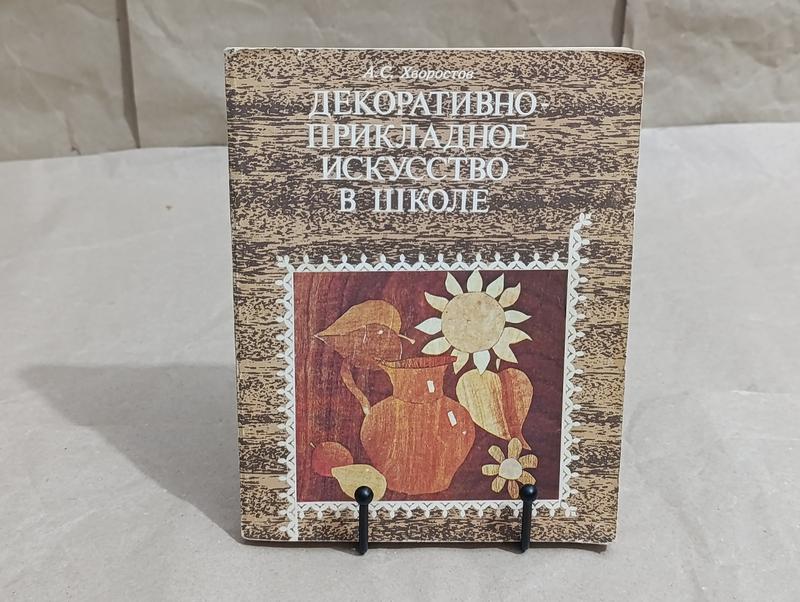 А.С. Хворостов
ДЕКОРАТИВНО-
ПРИКЛАДНОЕ
ИСКУССТВО
В ШКОЛЕ